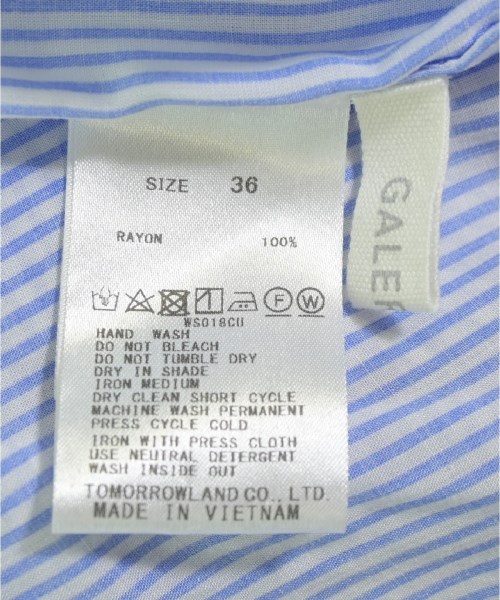 SIZE 36
RAYON 100%
WS018CU
HAND WASH
DO NOT BLEACH
DO NOT TUMBLE DRY
DRY IN SHADE
IRON MEDIUM
DRY CLEAN SHORT CYCLE
MACHINE WASH PERMANENT
PRESS CYCLE COLD
IRON WITH PRESS CLOTH
USE NEUTRAL DETERGENT
WASH INSIDE OUT
TOMORROWLAND CO., LTD.
MADE IN VIETNAM
GALER